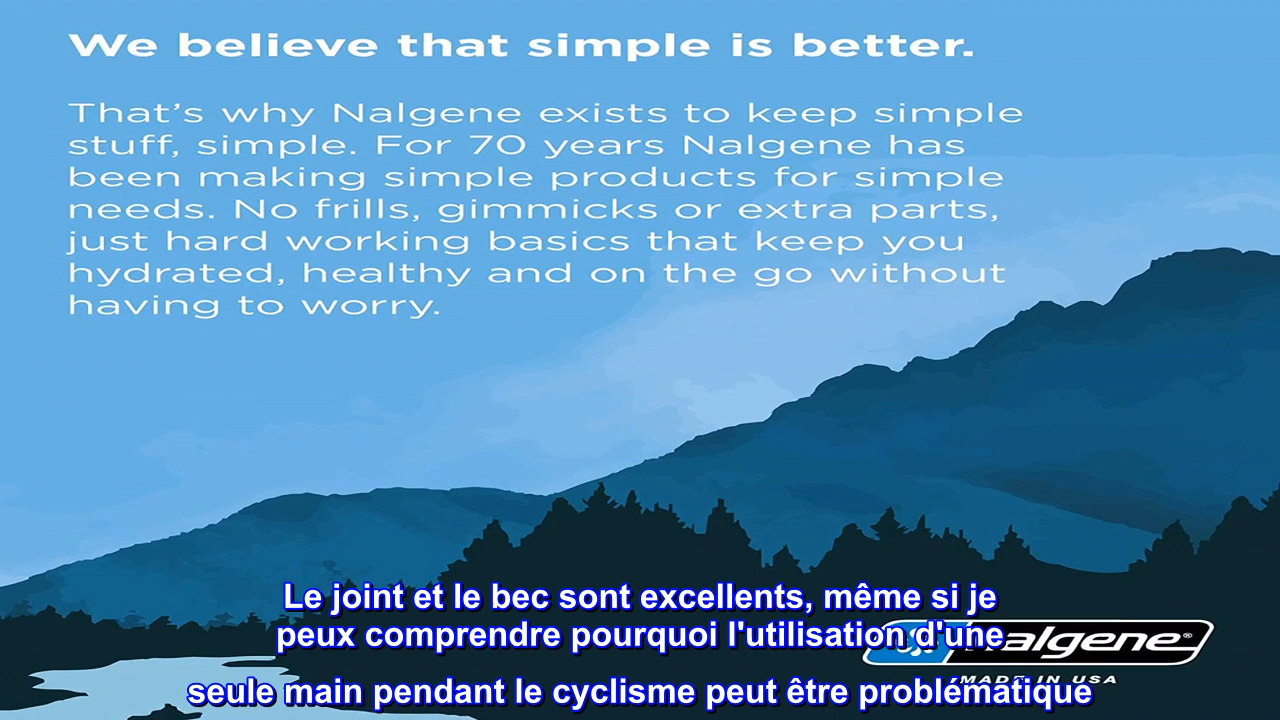 We believe that simple is better.
That's why Nalgene exists to keep simple
stuff, simple. For 70 years Nalgene has
been making simple products for simple
needs. No frills, gimmicks or extra parts,
just hard working basics that keep you
hydrated, healthy and on the go without
having to worry.
Le joint et le bec sont excellents, même si je
peux comprendre pourquoi l'utilisation d'une
nalgene®
MADE IN USA
seule main pendant le cyclisme peut être problématique